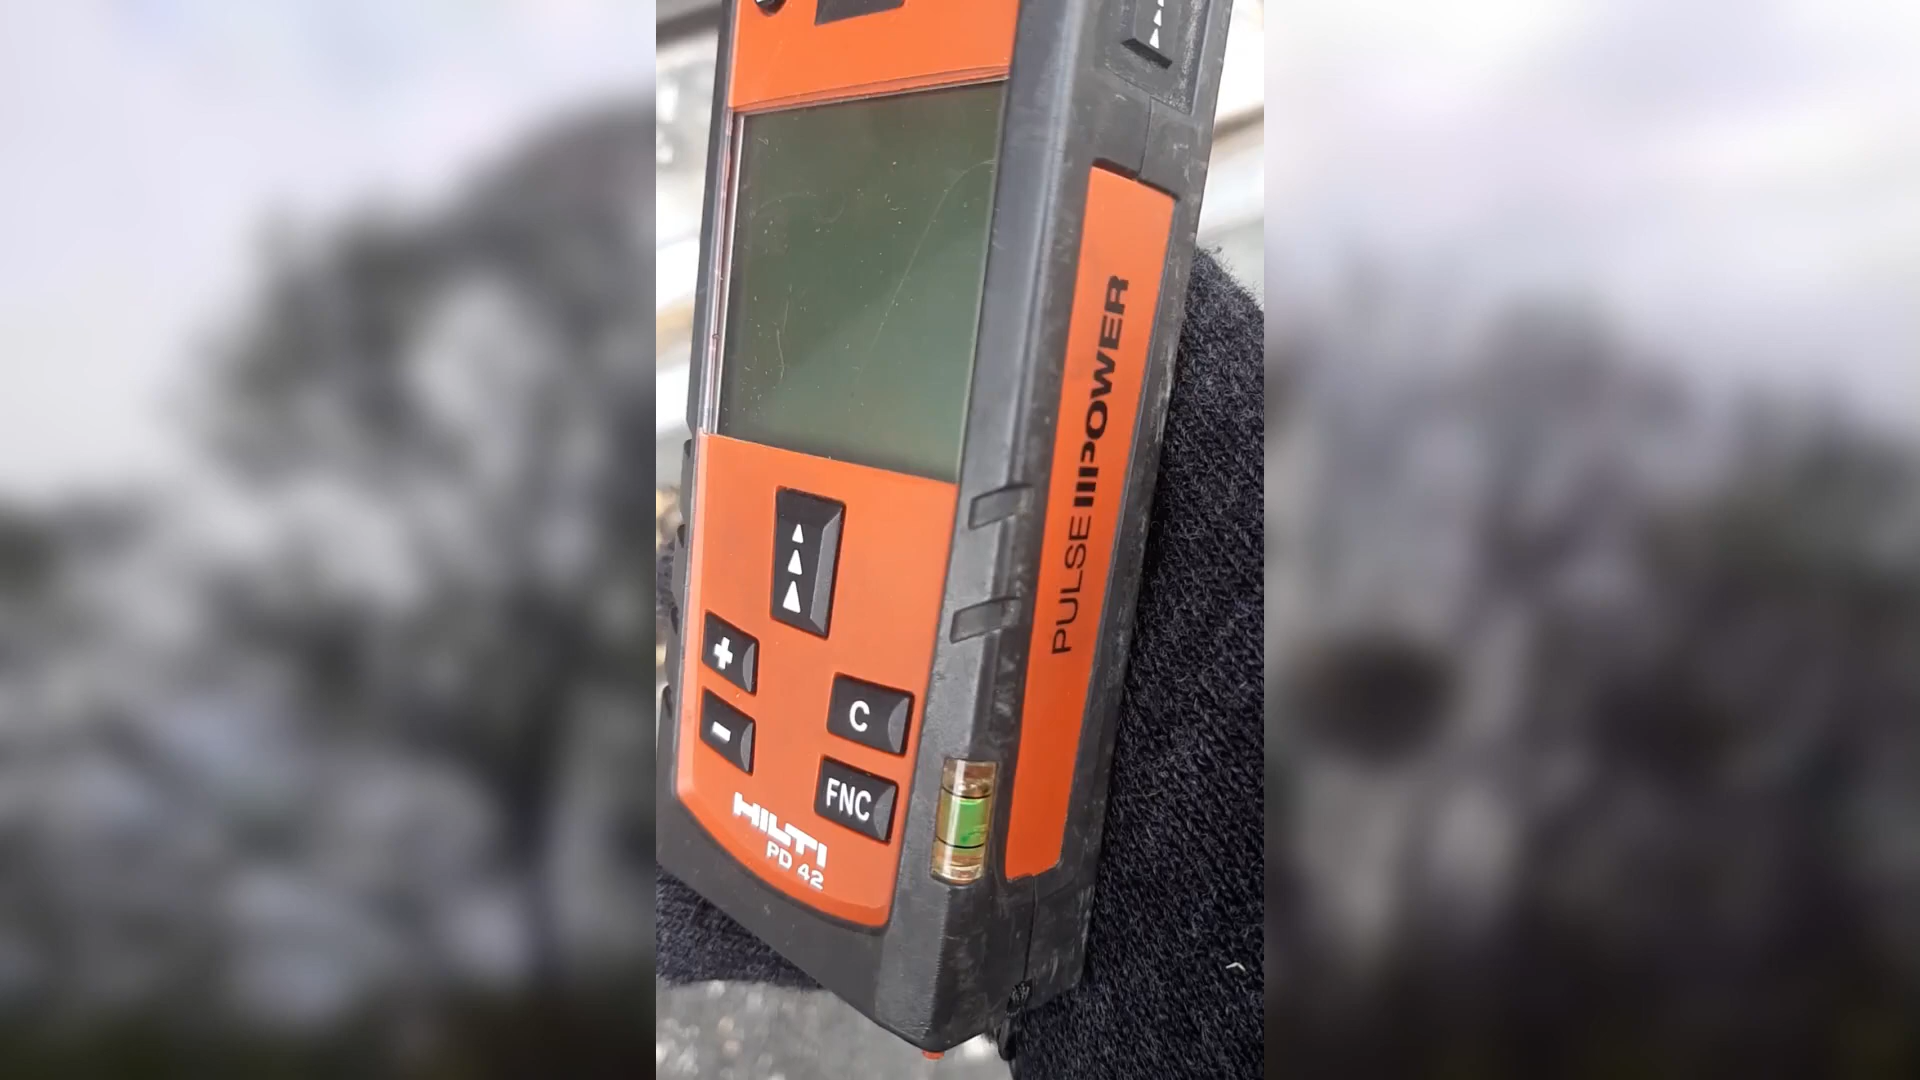 PULSE POWER
+
-
C
FNC
HILTI
PD 42